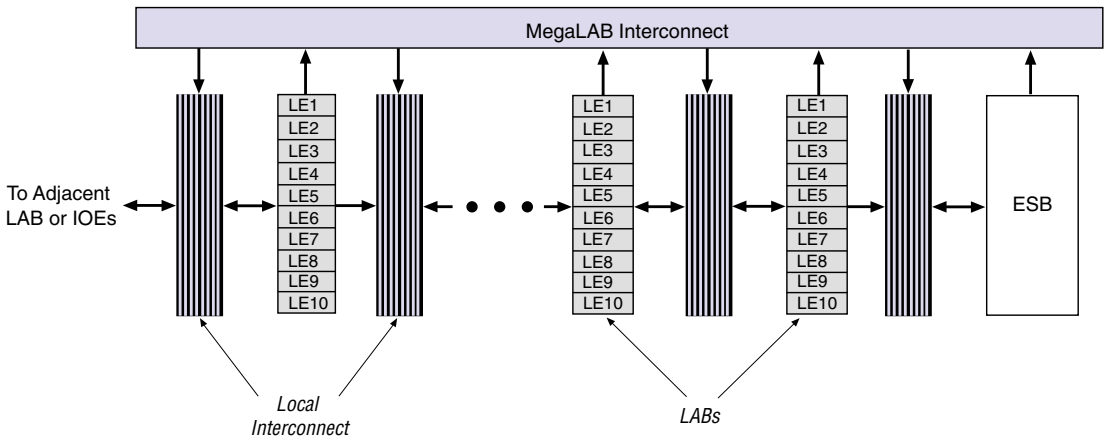 MegaLAB Interconnect
LE1
LE2
LE3
LE4
LE5
LE6
LE7
LE8
LE9
LE10
LE1
LE2
LE3
LE4
LE5
LE6
LE7
LE8
LE9
LE10
LE1
LE2
LE3
LE4
LE5
LE6
LE7
LE8
LE9
LE10
To Adjacent
LAB or IOEs
ESB
Local
Interconnect
LABs